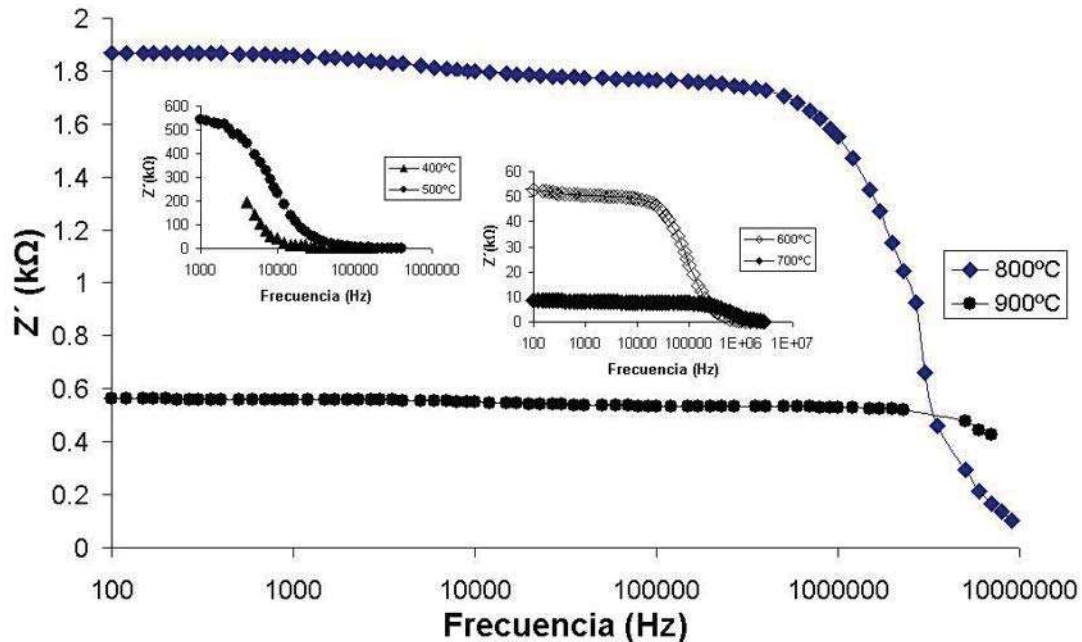 2
1.8
1.6
1.4
1.2
1
0.8
0.6
0.4
0.2
0
Z´ (kΩ)
100
1000
10000
100000
1000000
10000000
Frecuencia (Hz)
800ºC
900ºC
600
500
400
300
200
100
0
Z´(kΩ)
1000
10000
100000
1000000
Frecuencia (Hz)
400ºC
500ºC
60
50
40
30
20
10
0
Z´(kΩ)
100
1000
10000
100000
1E+06
1E+07
Frecuencia (Hz)
600ºC
700ºC